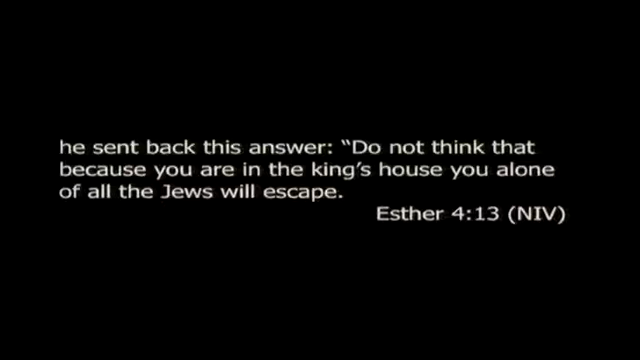 he sent back this answer: “Do not think that
because you are in the king’s house you alone
of all the Jews will escape.
Esther 4:13 (NIV)